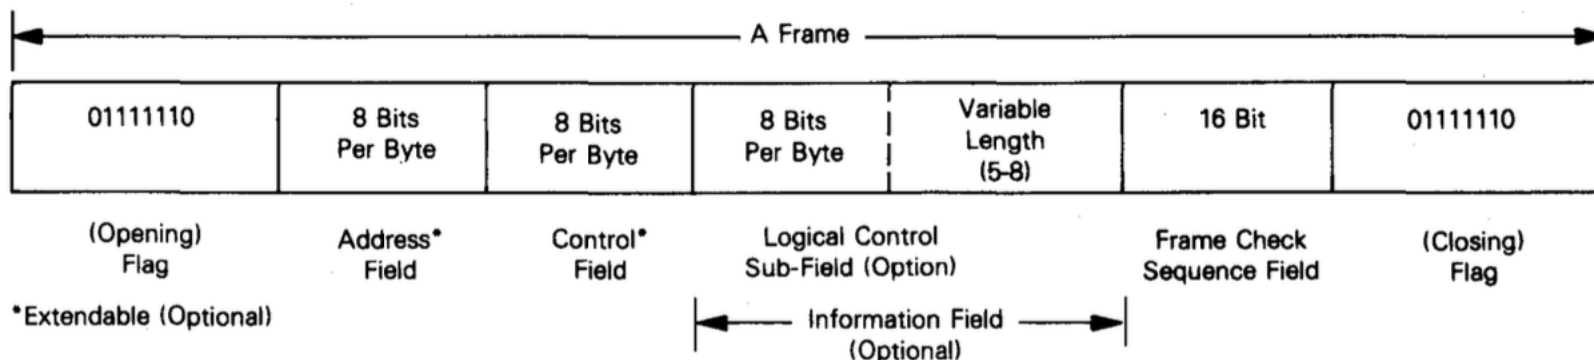 A Frame
01111110
8 Bits
Per Byte
8 Bits
Per Byte
8 Bits
Per Byte
Variable
Length
(5-8)
16 Bit
01111110
(Opening)
Flag
Address*
Field
Control*
Field
Logical Control
Sub-Field (Option)
Frame Check
Sequence Field
(Closing)
Flag
*Extendable (Optional)
Information Field
(Optional)